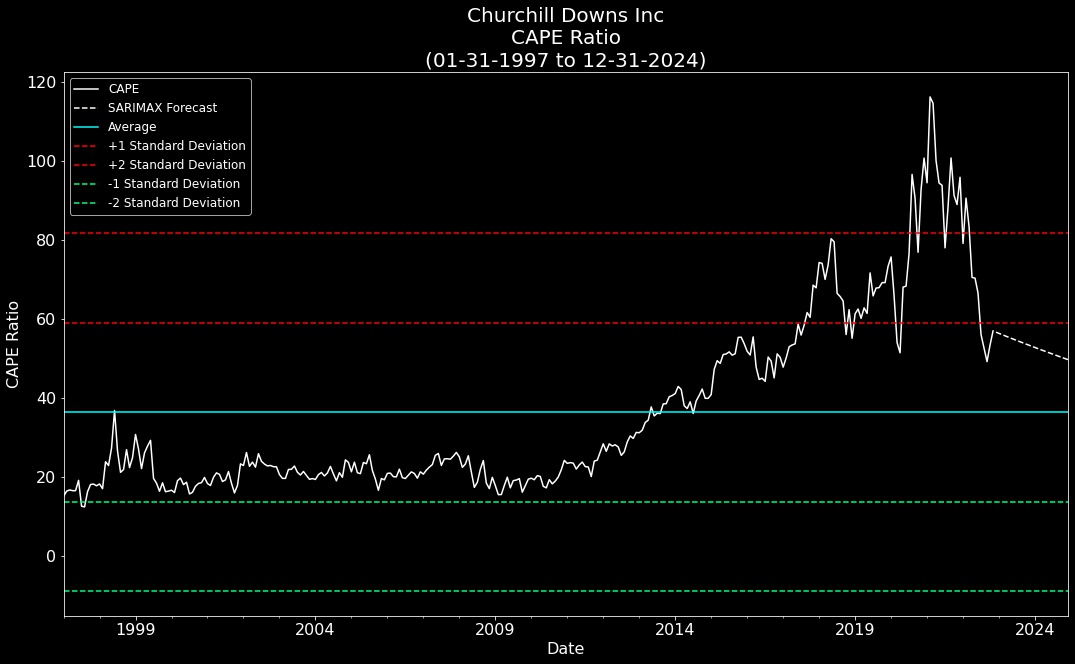 Churchill Downs Inc
CAPE Ratio
(01-31-1997 to 12-31-2024)
CAPE
SARIMAX Forecast
Average
+1 Standard Deviation
+2 Standard Deviation
-1 Standard Deviation
-2 Standard Deviation
120
100
80
60
40
20
0
CAPE Ratio
1999 2004 2009 2014 2019 2024
Date